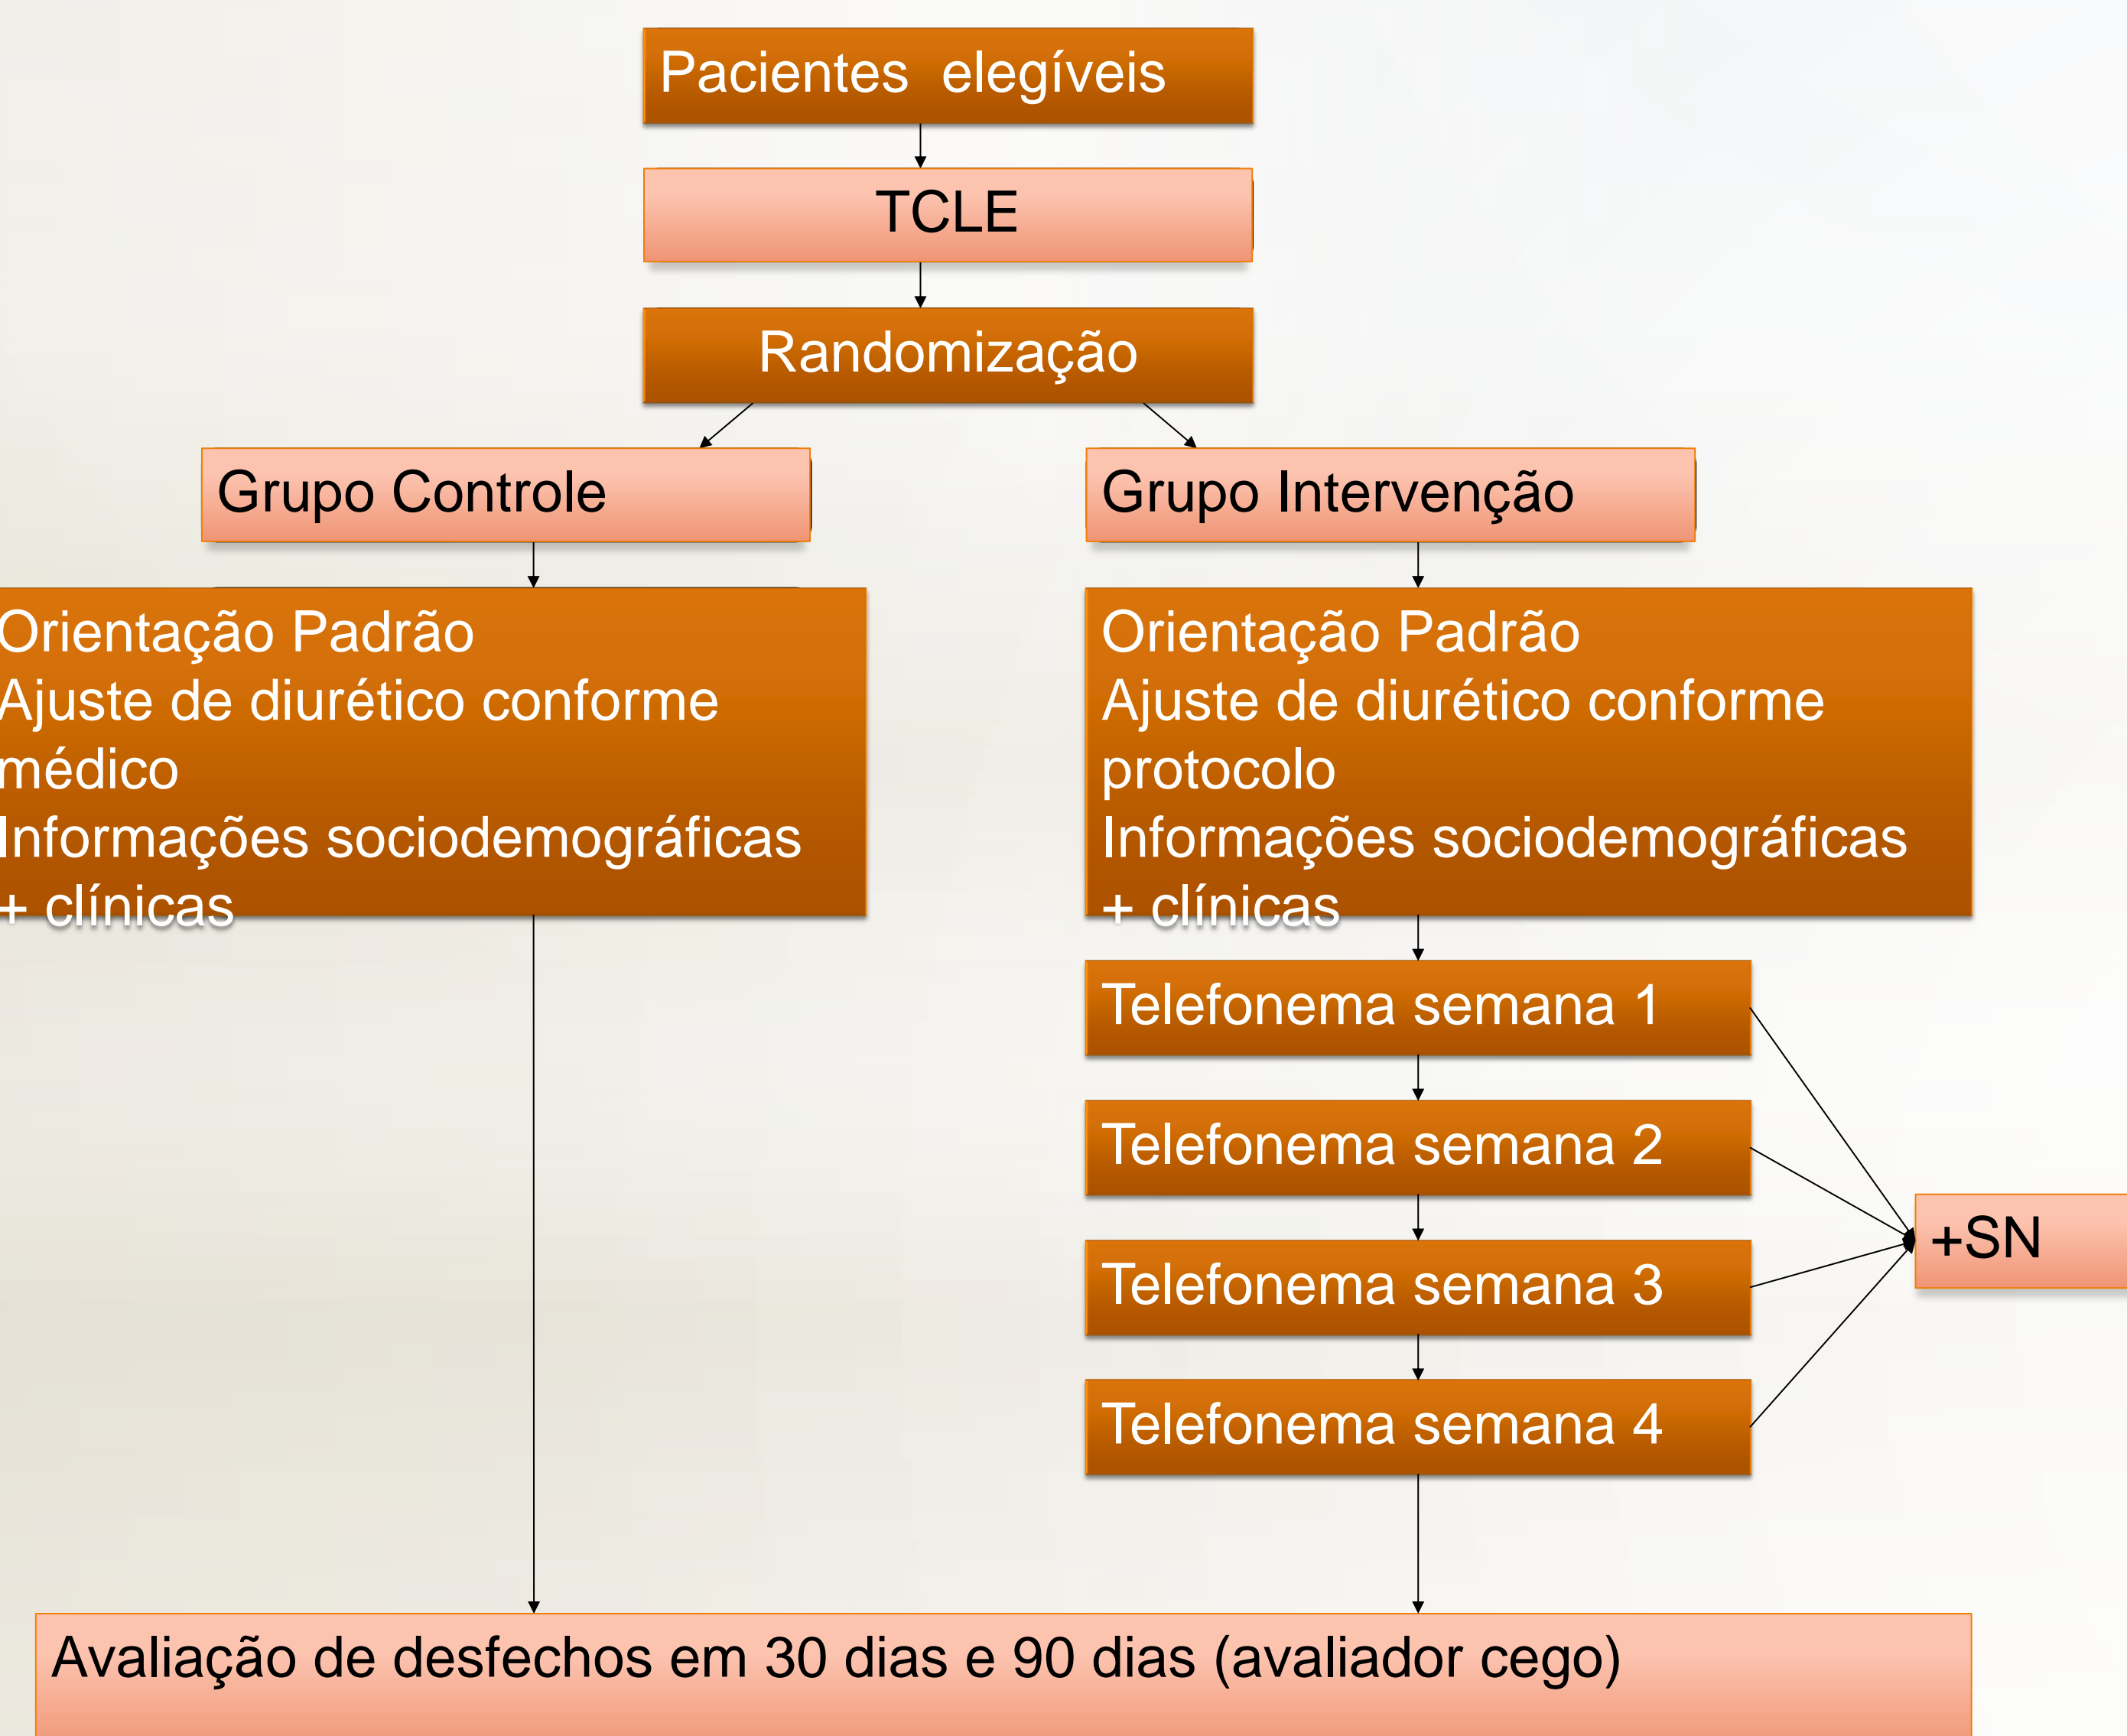 Pacientes elegíveis
TCLE
Randomização
Grupo Controle
Grupo Intervenção
Orientação Padrão
Ajuste de diurético conforme
médico
Informações sociodemográficas
+ clínicas
Orientação Padrão
Ajuste de diurético conforme
protocolo
Informações sociodemográficas
+ clínicas
Telefonema semana 1
Telefonema semana 2
Telefonema semana 3
Telefonema semana 4
+SN
Avaliação de desfechos em 30 dias e 90 dias (avaliador cego)